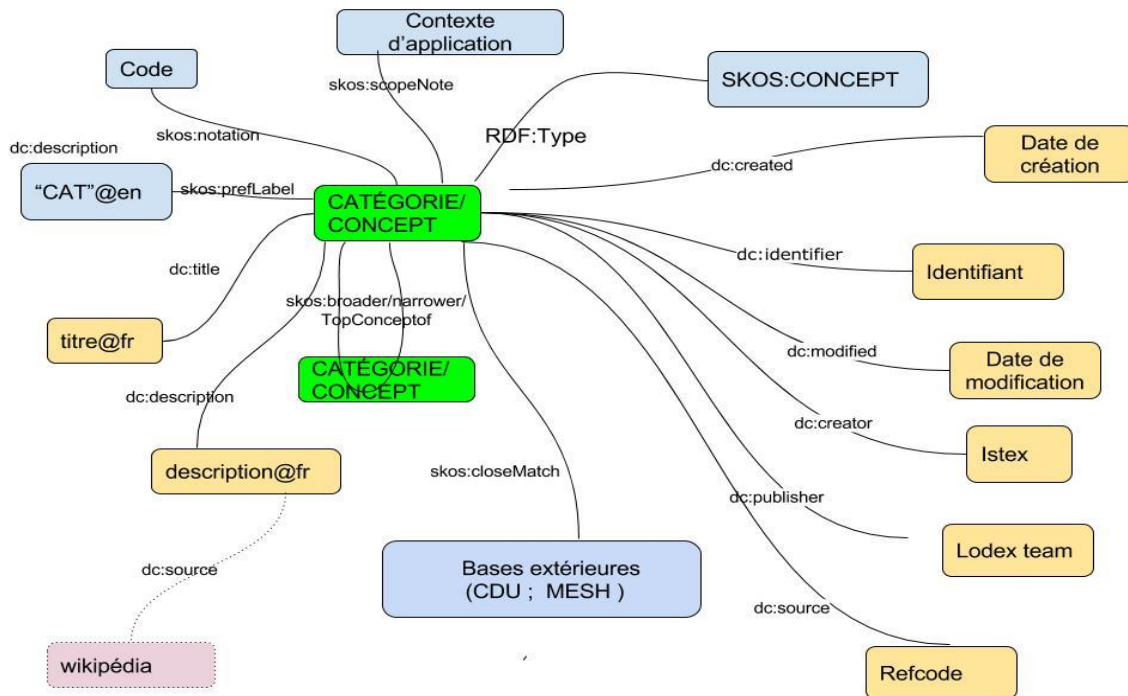 Contexte
d'application
Code
skos:scopeNote
SKOS:CONCEPT
skos:notation
RDF:Type
Date de
création
dc:description
dc:created
"CAT"@en
skos:prefLabel
CATÉGORIE/
CONCEPT
dc:identifier
Identifiant
dc:title
skos:broader/narrower/
TopConceptof
titre@fr
dc:modified
Date de
modification
CATÉGORIE/
CONCEPT
dc:description
dc:creator
Istex
description@fr
skos:closeMatch
dc:publisher
Lodex team
Bases extérieures
(CDU ; MESH )
dc:source
dc:source
wikipédia
Refcode